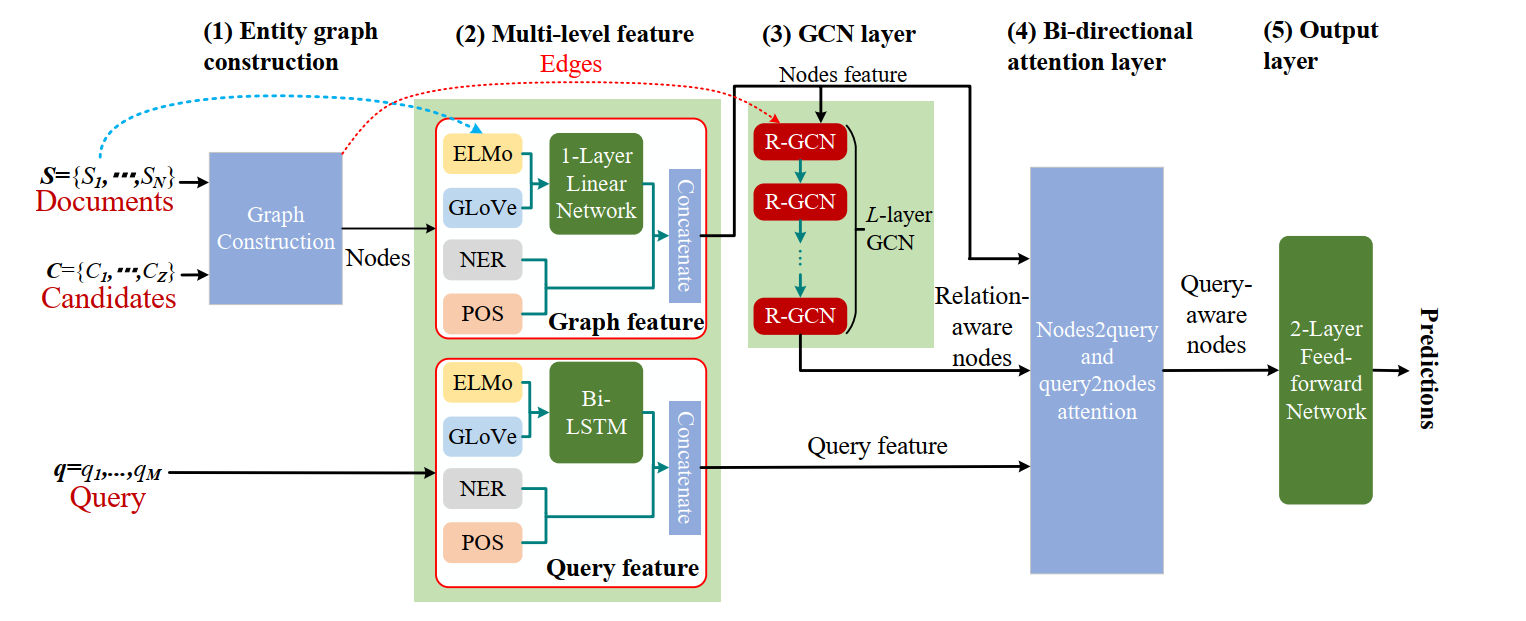 (1) Entity graph
construction
(2) Multi-level feature
Edges
(3) GCN layer
Nodes feature
(4) Bi-directional
attention layer
(5) Output
layer
S={S1,⋯,SN}
Documents
C={C1,⋯,CZ}
Candidates
Graph
Construction
Nodes
ELMo
GLoVe
NER
POS
1-Layer
Linear
Network
Concatenate
Graph feature
R-GCN
R-GCN
R-GCN
L-layer
GCN
Relation-
aware
nodes
q=q1,...,qM
Query
ELMo
GLoVe
NER
POS
Bi-
LSTM
Concatenate
Query feature
Query feature
Nodes2query
and
query2nodes
attention
Query-
aware
nodes
2-Layer
Feed-
forward
Network
Predictions